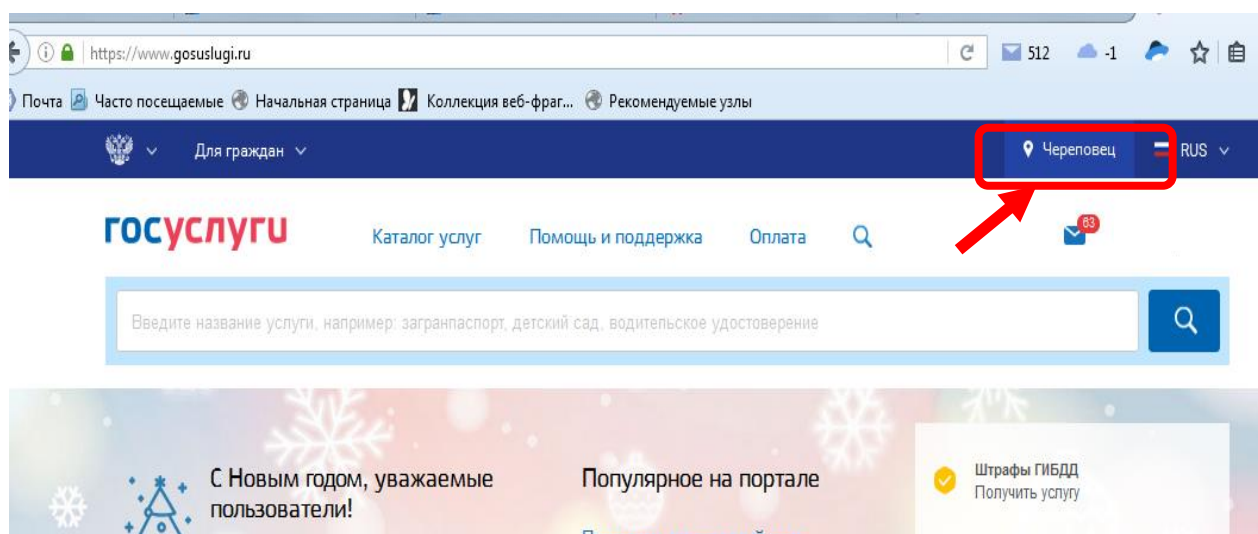 https://www.gosuslugi.ru
512
-1
Почта Часто посещаемые Начальная страница Коллекция веб-фраг... Рекомендуемые узлы
Для граждан
Череповец
RUS
госуслуги
Каталог услуг
Помощь и поддержка
Оплата
63
Введите название услуги, например: загранпаспорт, детский сад, водительское удостоверение
С Новым годом, уважаемые
пользователи!
Популярное на портале
Штрафы ГИБДД
Получить услугу